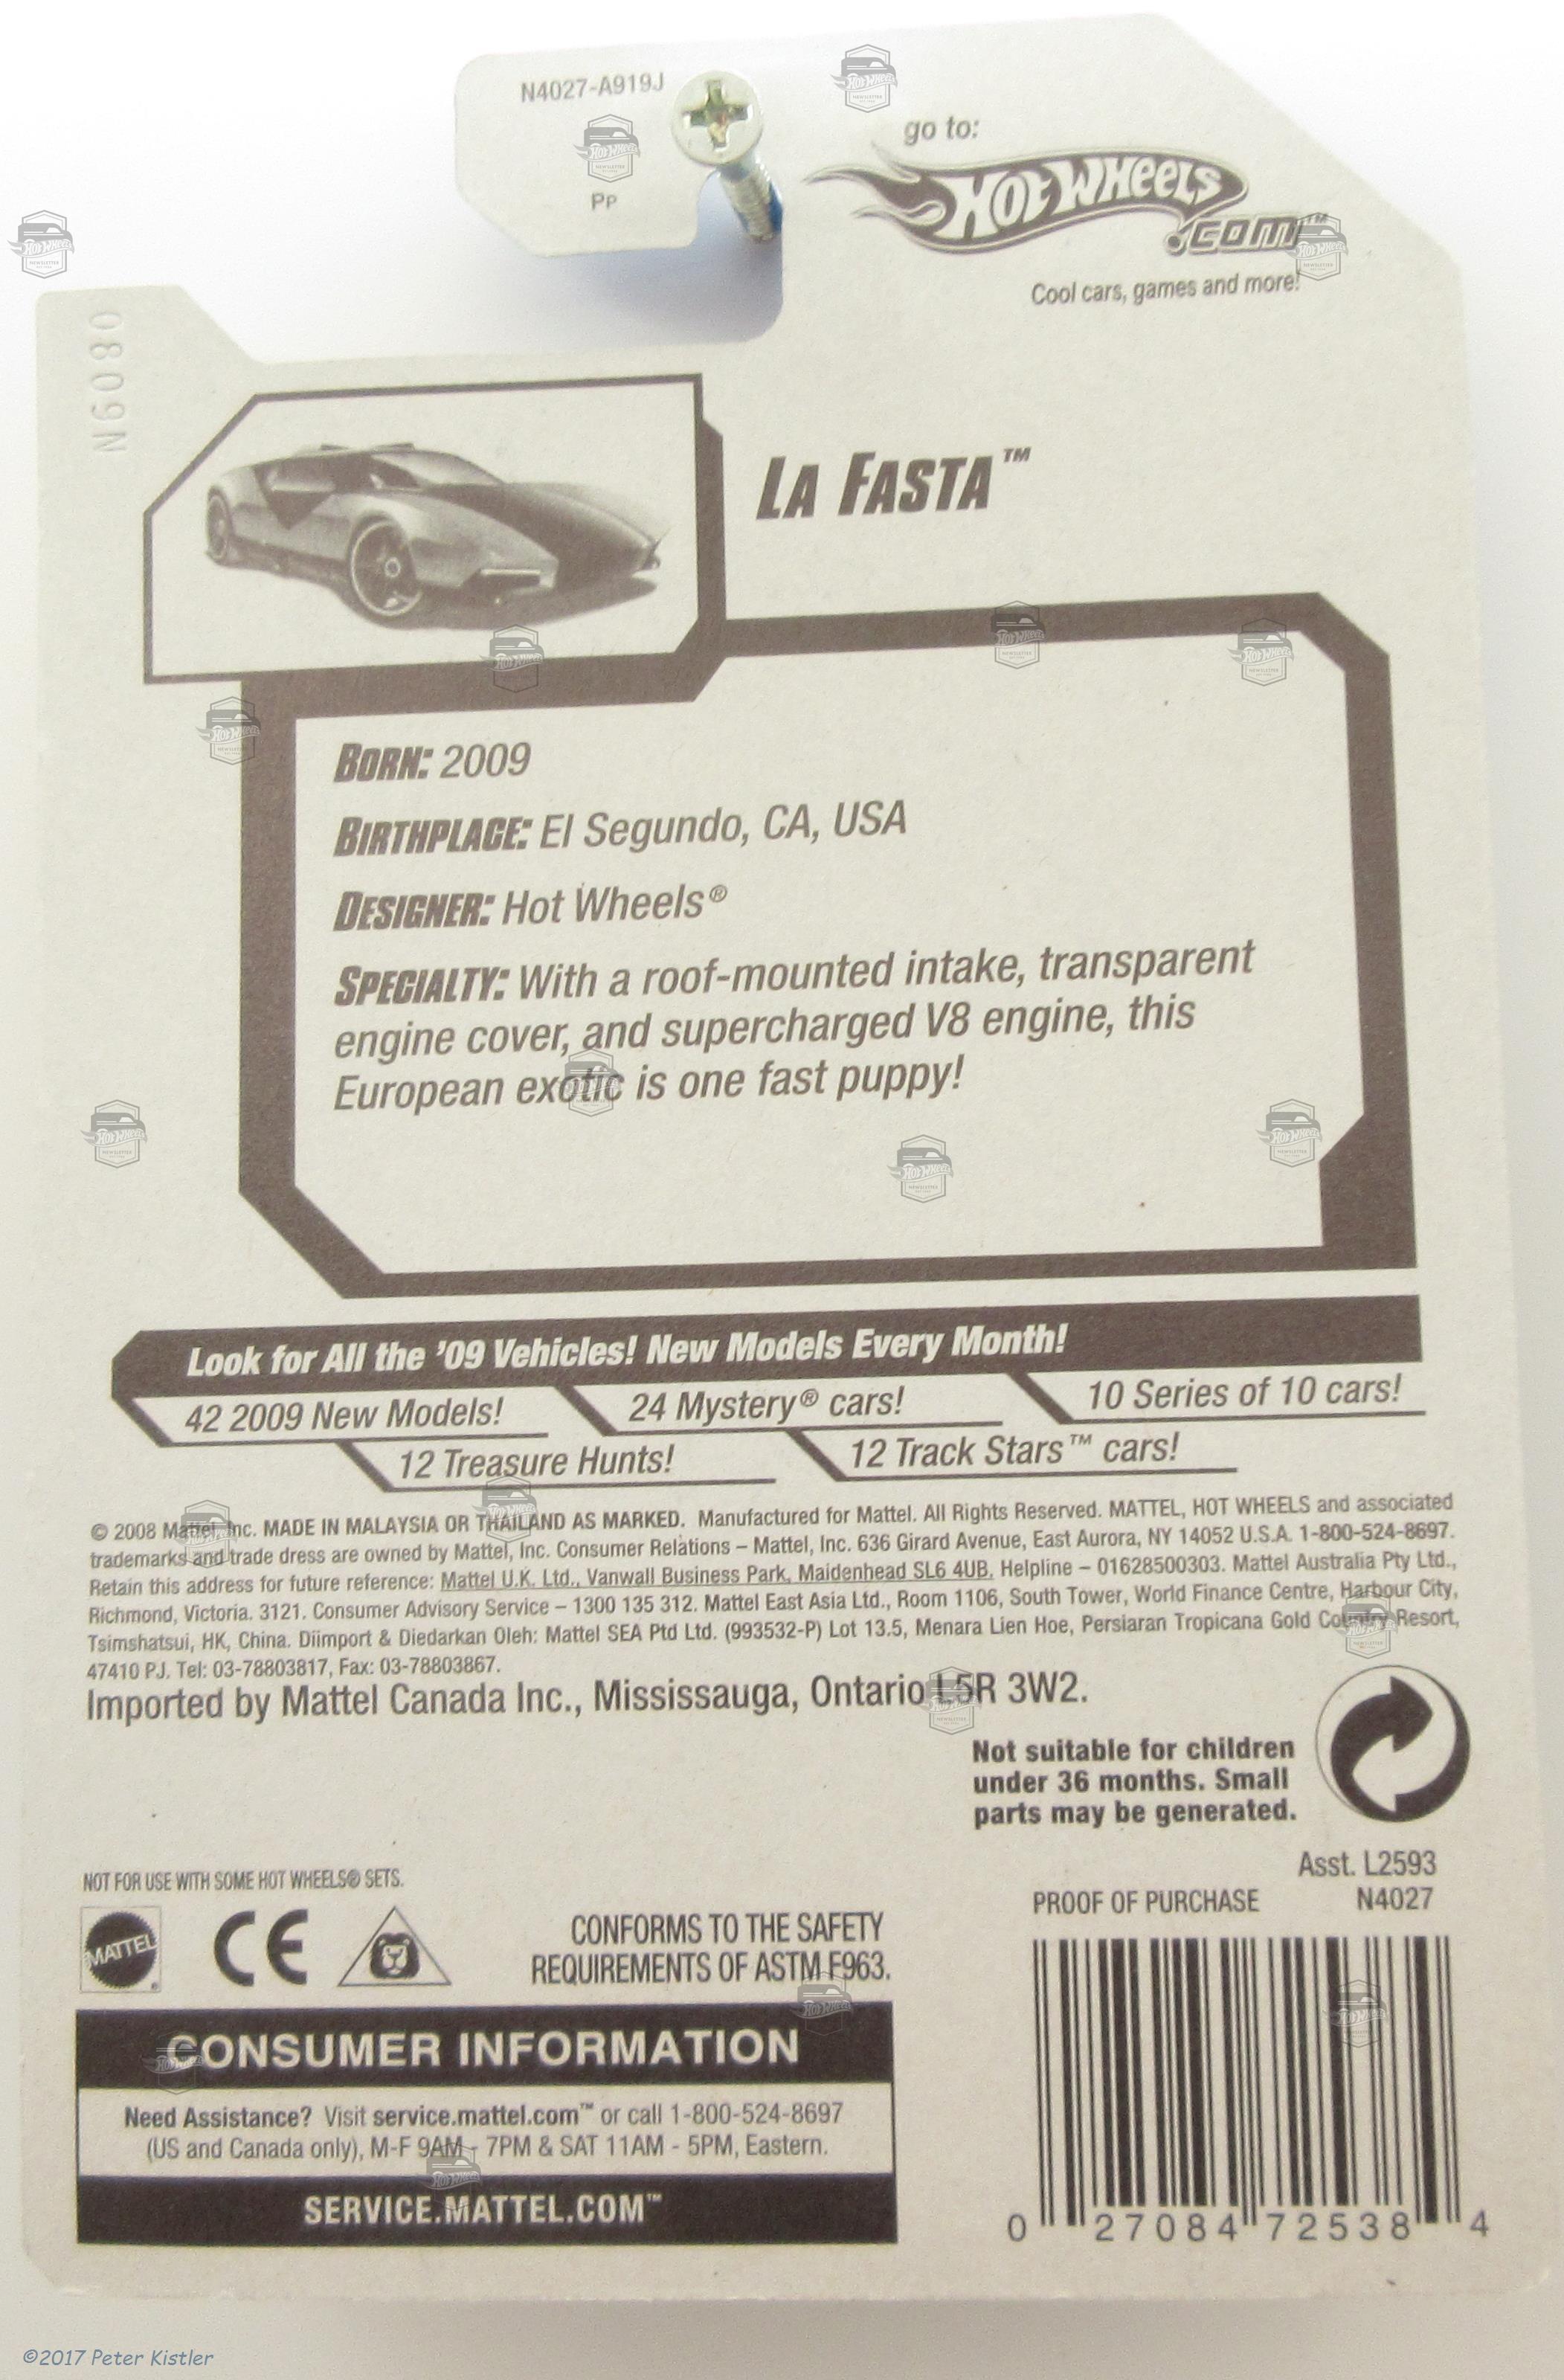 N4027-A919J
Pp
go to:
HOT WHEELS
.COM™
Cool cars, games and more!
N6080
LA FASTA™
BORN: 2009
BIRTHPLACE: El Segundo, CA, USA
DESIGNER: Hot Wheels®
SPECIALTY: With a roof-mounted intake, transparent
engine cover, and supercharged V8 engine, this
European exotic is one fast puppy!
Look for All the '09 Vehicles! New Models Every Month!
42 2009 New Models!
24 Mystery® cars!
10 Series of 10 cars!
12 Treasure Hunts!
12 Track Stars™ cars!
© 2008 Mattel, Inc. MADE IN MALAYSIA OR THAILAND AS MARKED. Manufactured for Mattel. All Rights Reserved. MATTEL, HOT WHEELS and associated
trademarks and trade dress are owned by Mattel, Inc. Consumer Relations – Mattel, Inc. 636 Girard Avenue, East Aurora, NY 14052 U.S.A. 1-800-524-8697.
Retain this address for future reference: Mattel U.K. Ltd., Vanwall Business Park, Maidenhead SL6 4UB. Helpline – 01628500303. Mattel Australia Pty Ltd.,
Richmond, Victoria. 3121. Consumer Advisory Service – 1300 135 312. Mattel East Asia Ltd., Room 1106, South Tower, World Finance Centre, Harbour City,
Tsimshatsui, HK, China. Diimport & Diedarkan Oleh: Mattel SEA Ptd Ltd. (993532-P) Lot 13.5, Menara Lien Hoe, Persiaran Tropicana Gold Country Resort,
47410 PJ. Tel: 03-78803817, Fax: 03-78803867.
Imported by Mattel Canada Inc., Mississauga, Ontario L5R 3W2.
Not suitable for children
under 36 months. Small
parts may be generated.
NOT FOR USE WITH SOME HOT WHEELS® SETS.
Asst. L2593
PROOF OF PURCHASE N4027
MATTEL®
CE
CONFORMS TO THE SAFETY
REQUIREMENTS OF ASTM F963.
CONSUMER INFORMATION
Need Assistance? Visit service.mattel.com™ or call 1-800-524-8697
(US and Canada only), M-F 9AM - 7PM & SAT 11AM - 5PM, Eastern.
SERVICE.MATTEL.COM™
0 27084 72538 4
©2017 Peter Kistler